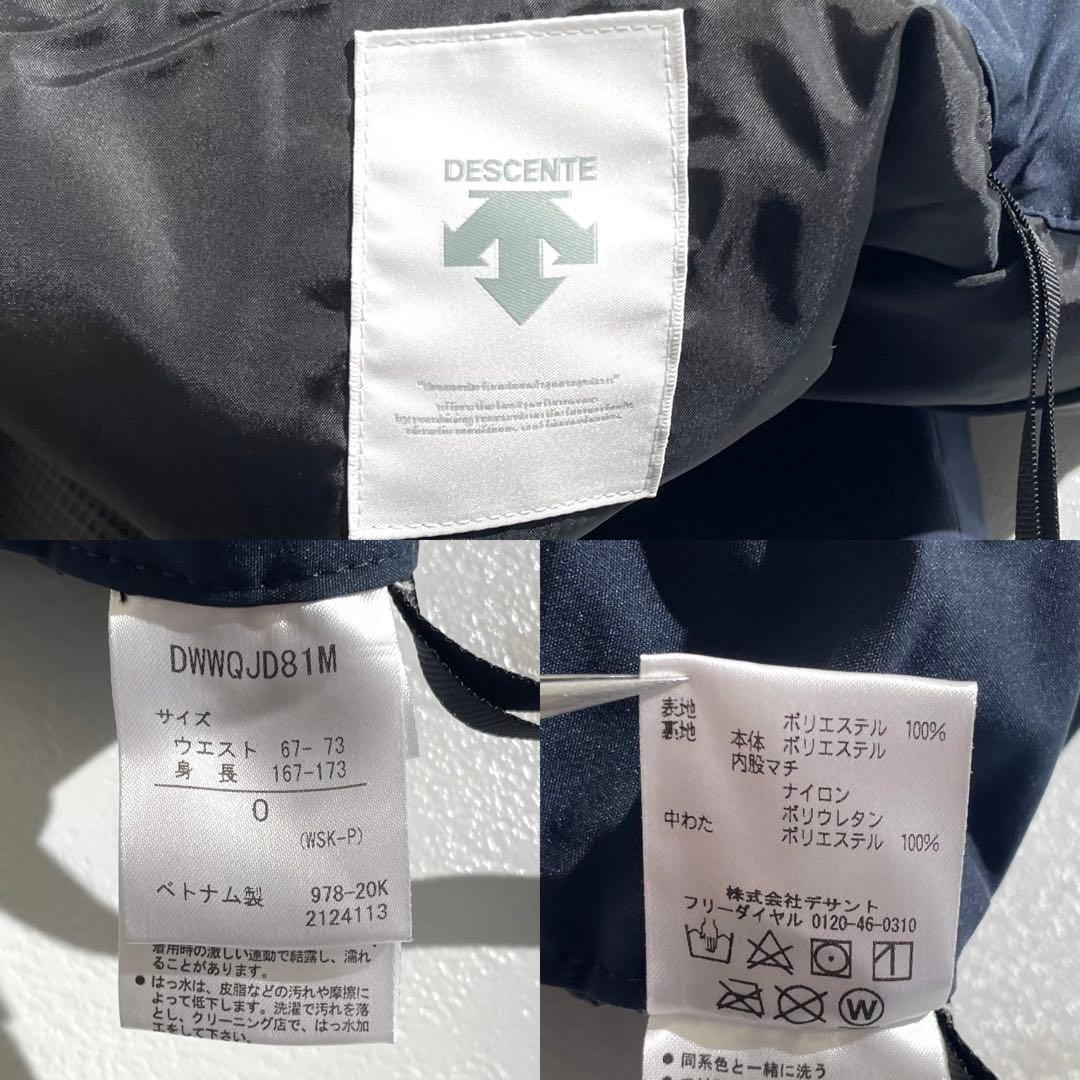 DESCENTE
DWWQJD81M
サイズ
ウエスト 67- 73
身 長 167-173
O
(WSK-P)
ベトナム製 978-20K
2124113
着用時の激しい運動で結露し、濡れ
ることがあります。
● はっ水は、皮脂などの汚れや摩擦に
よって低下します。洗濯で汚れを落
とし、クリーニング店で、はっ水加
工をして下さい。
表地 ポリエステル 100%
裏地 本体 ポリエステル
内股マチ
ナイロン
ポリウレタン
中わた ポリエステル 100%
株式会社デサント
フリーダイヤル 0120-46-0310
W
● 同系色と一緒に洗う